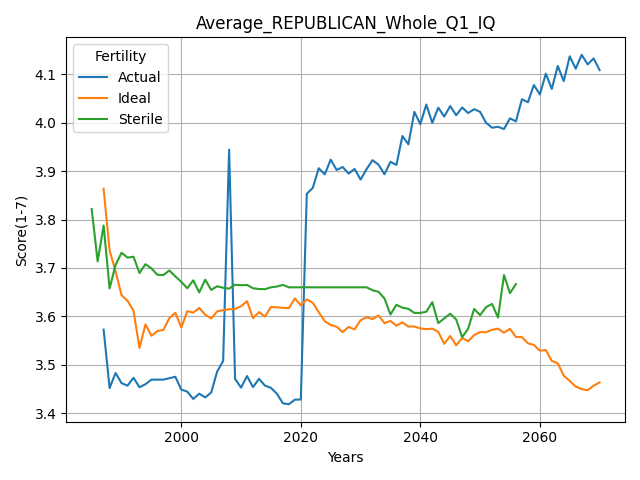 Average_REPUBLICAN_Whole_Q1_IQ
Fertility
Actual
Ideal
Sterile
Score(1-7)
4.1
4.0
3.9
3.8
3.7
3.6
3.5
3.4
2000
2020
2040
2060
Years